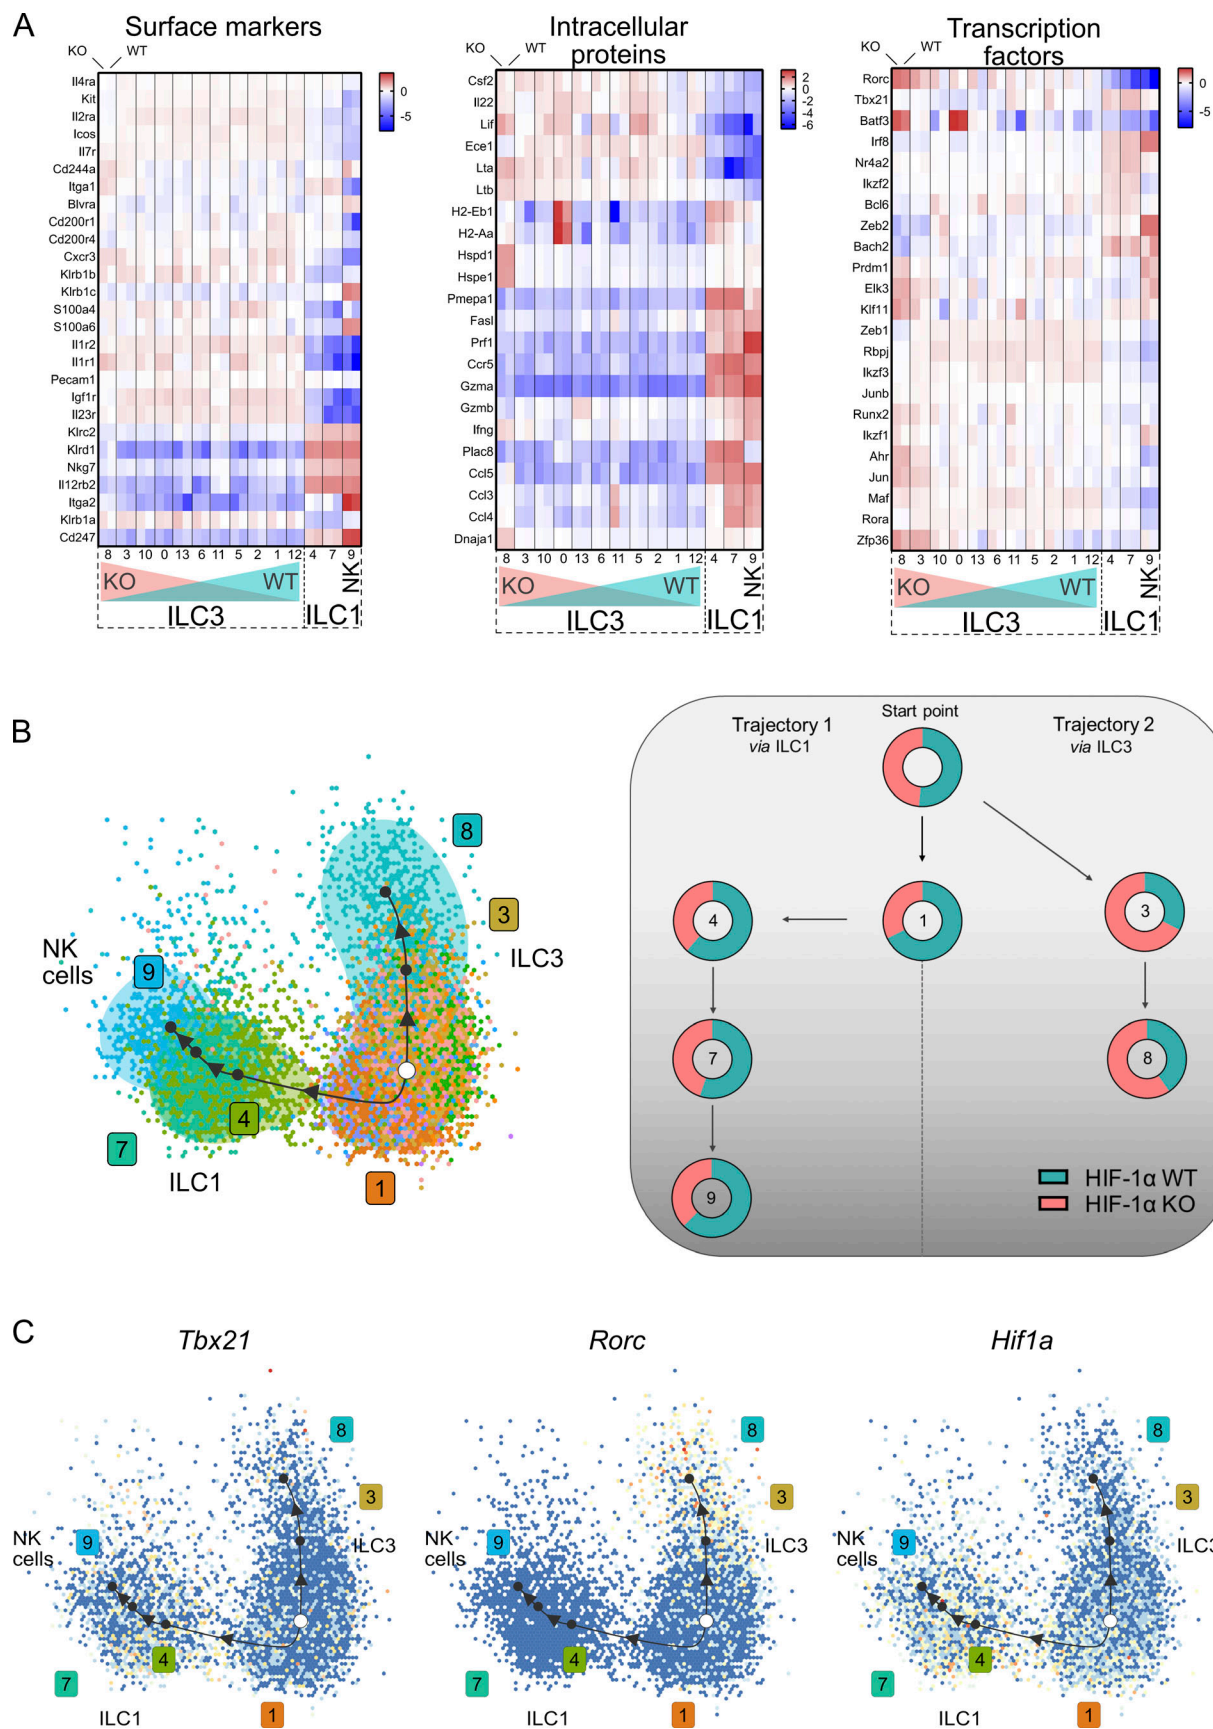 A
Surface markers
KO
WT
Il4ra
Kit
Il2ra
Icos
Il7r
Cd244a
Itga1
Blvra
Cd200r1
Cd200r4
Cxcr3
Klrb1b
Klrb1c
S100a4
S100a6
Il1r2
Il1r1
Pecam1
Igf1r
Il23r
Klrc2
Klrd1
Nkg7
Il12rb2
Itga2
Klrb1a
Cd247
0
-5
8 3 10 0 13 6 11 5 2 1 12 4 7 9
KO
WT
NK
ILC3
ILC1
Intracellular
proteins
KO
WT
Csf2
Il22
Lif
Ece1
Lta
Ltb
H2-Eb1
H2-Aa
Hspd1
Hspe1
Pmepa1
Fasl
Prf1
Ccr5
Gzma
Gzmb
Ifng
Plac8
Ccl5
Ccl3
Ccl4
Dnaja1
2
0
-2
-4
-6
8 3 10 0 13 6 11 5 2 1 12 4 7 9
KO
WT
NK
ILC3
ILC1
Transcription
factors
KO
WT
Rorc
Tbx21
Batf3
Irf8
Nr4a2
Ikzf2
Bcl6
Zeb2
Bach2
Prdm1
Elk3
Klf11
Zeb1
Rbpj
Ikzf3
Junb
Runx2
Ikzf1
Ahr
Jun
Maf
Rora
Zfp36
0
-5
8 3 10 0 13 6 11 5 2 1 12 4 7 9
KO
WT
NK
ILC3
ILC1
B
8
3
ILC3
NK
cells
9
4
7
ILC1
1
Start point
Trajectory 1
via ILC1
Trajectory 2
via ILC3
4
1
3
7
8
9
HIF-1α WT
HIF-1α KO
C
Tbx21
8
3
ILC3
NK
cells
9
4
7
ILC1
1
Rorc
8
3
ILC3
NK
cells
9
4
7
ILC1
1
Hif1a
8
3
ILC3
NK
cells
9
4
7
ILC1
1